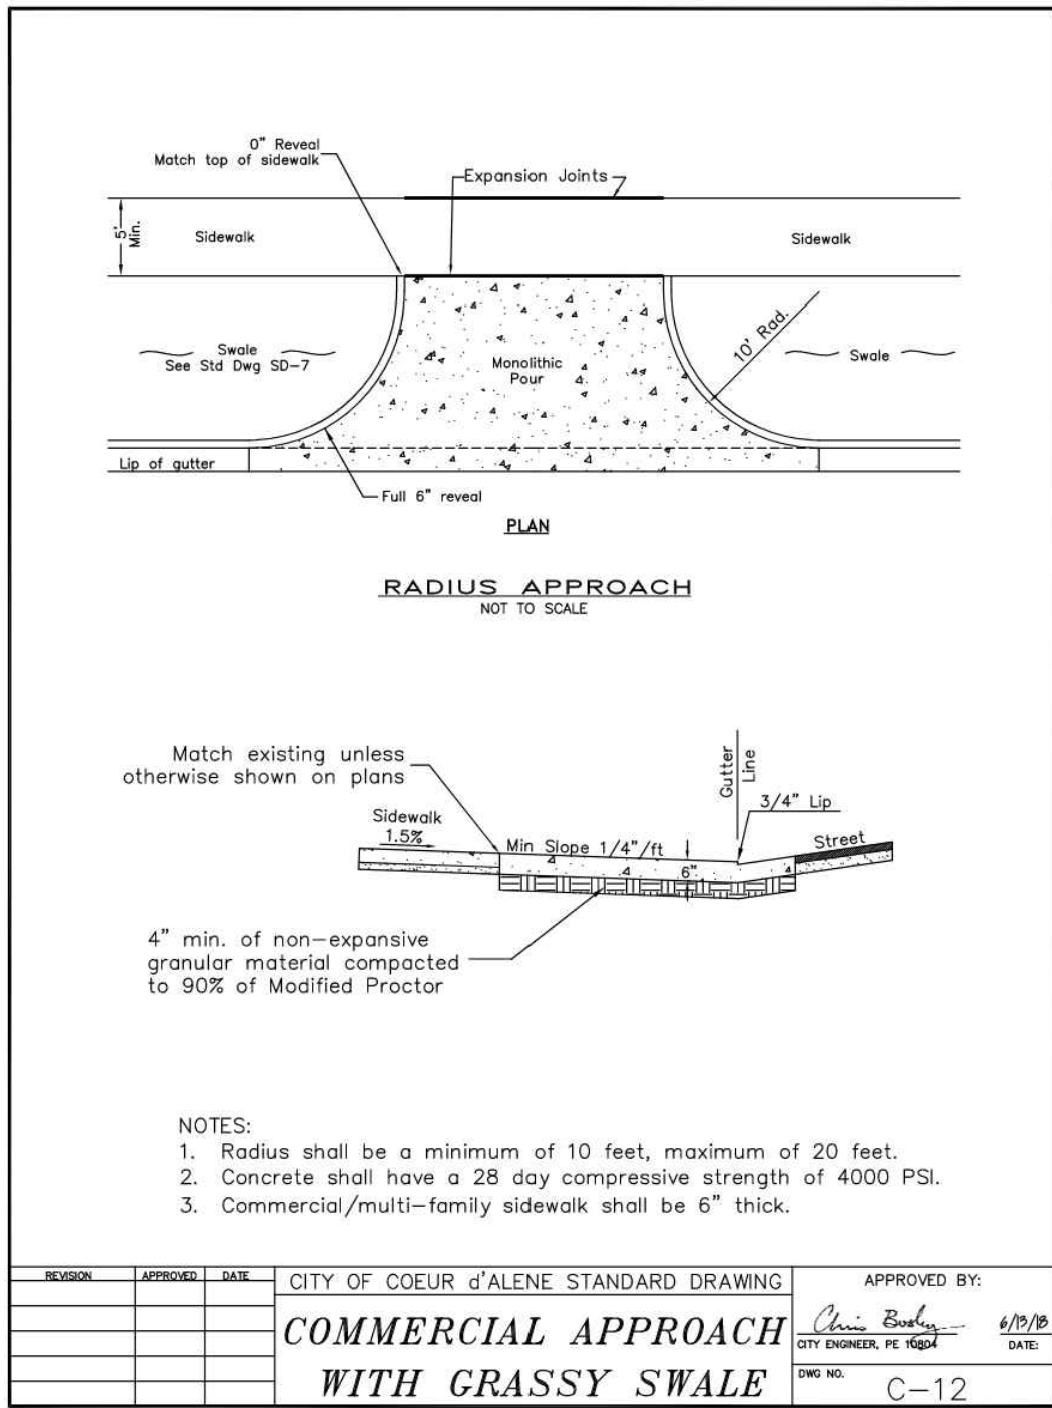 0" Reveal
Match top of sidewalk
Expansion Joints
5'
Min.
Sidewalk
Sidewalk
10' Rad.
Swale
See Std Dwg SD-7
Monolithic
Pour
Swale
Lip of gutter
Full 6" reveal
PLAN
RADIUS APPROACH
NOT TO SCALE
Match existing unless
otherwise shown on plans
Gutter
Line
3/4" Lip
Sidewalk
1.5%
Min Slope 1/4"/ft
Street
6"
4" min. of non-expansive
granular material compacted
to 90% of Modified Proctor
NOTES:
1. Radius shall be a minimum of 10 feet, maximum of 20 feet.
2. Concrete shall have a 28 day compressive strength of 4000 PSI.
3. Commercial/multi-family sidewalk shall be 6" thick.
REVISION APPROVED DATE
CITY OF COEUR d'ALENE STANDARD DRAWING
COMMERCIAL APPROACH
WITH GRASSY SWALE
APPROVED BY:
Chris Bosley 6/13/18
CITY ENGINEER, PE 10804 DATE:
DWG NO.
C-12